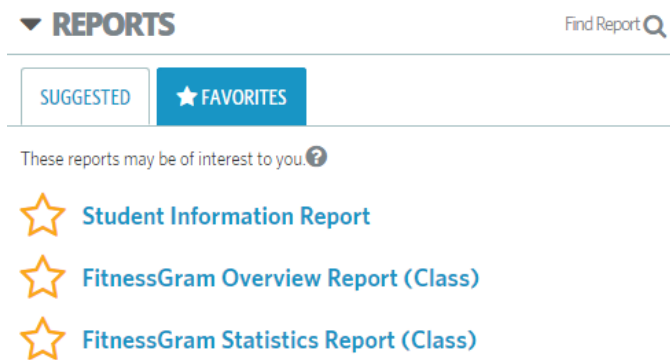 REPORTS
Find Report
SUGGESTED
FAVORITES
These reports may be of interest to you.?
Student Information Report
FitnessGram Overview Report (Class)
FitnessGram Statistics Report (Class)